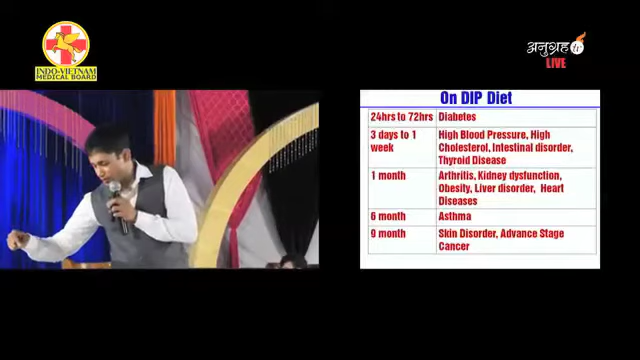 INDO-VIETNAM
MEDICAL BOARD
अनुग्रह tv
LIVE
On DIP Diet
24hrs to 72hrs Diabetes
3 days to 1 week High Blood Pressure, High
Cholesterol, Intestinal disorder,
Thyroid Disease
1 month Arthritis, Kidney dysfunction,
Obesity, Liver disorder, Heart
Diseases
6 month Asthma
9 month Skin Disorder, Advance Stage
Cancer